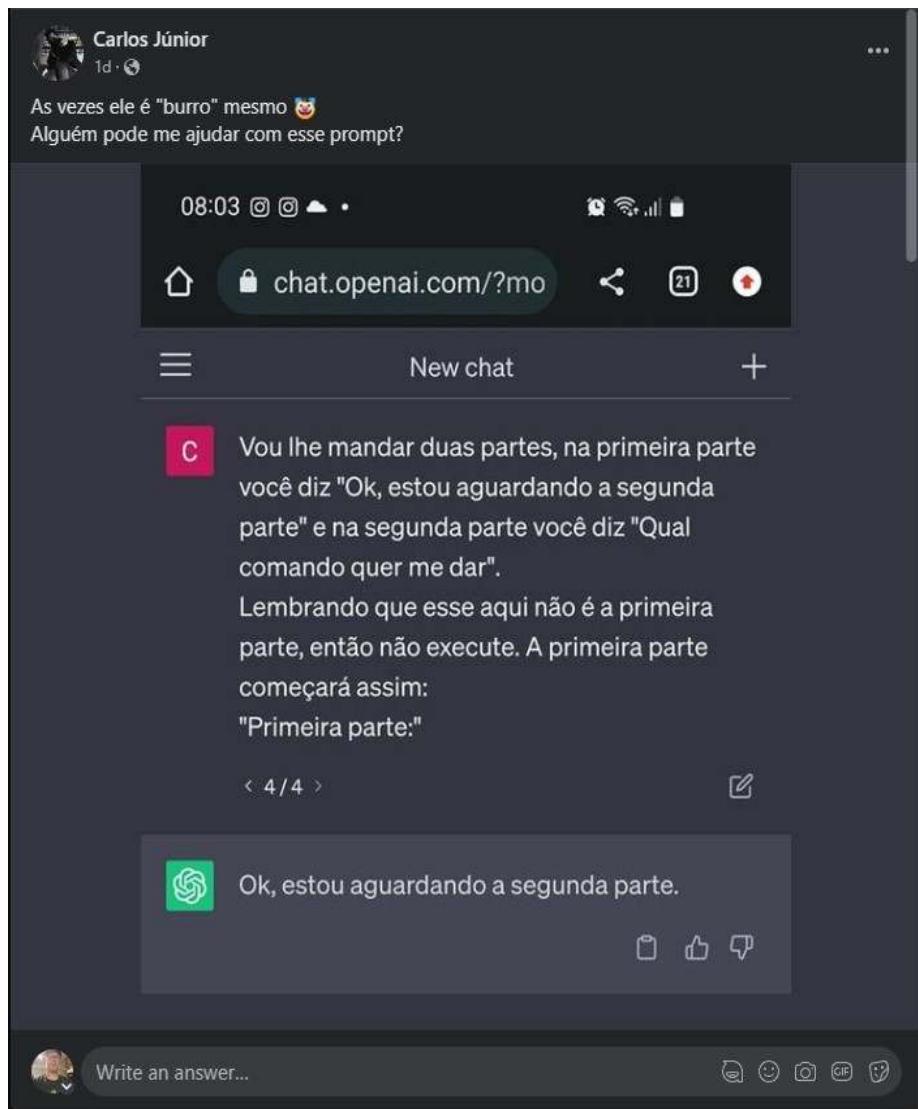 Carlos Júnior
1d ·
As vezes ele é "burro" mesmo 🤡
Alguém pode me ajudar com esse prompt?
08:03
chat.openai.com/?mo
21
New chat
C
Vou lhe mandar duas partes, na primeira parte
você diz "Ok, estou aguardando a segunda
parte" e na segunda parte você diz "Qual
comando quer me dar".
Lembrando que esse aqui não é a primeira
parte, então não execute. A primeira parte
começará assim:
"Primeira parte:"
< 4/4 >
Ok, estou aguardando a segunda parte.
Write an answer...
GIF